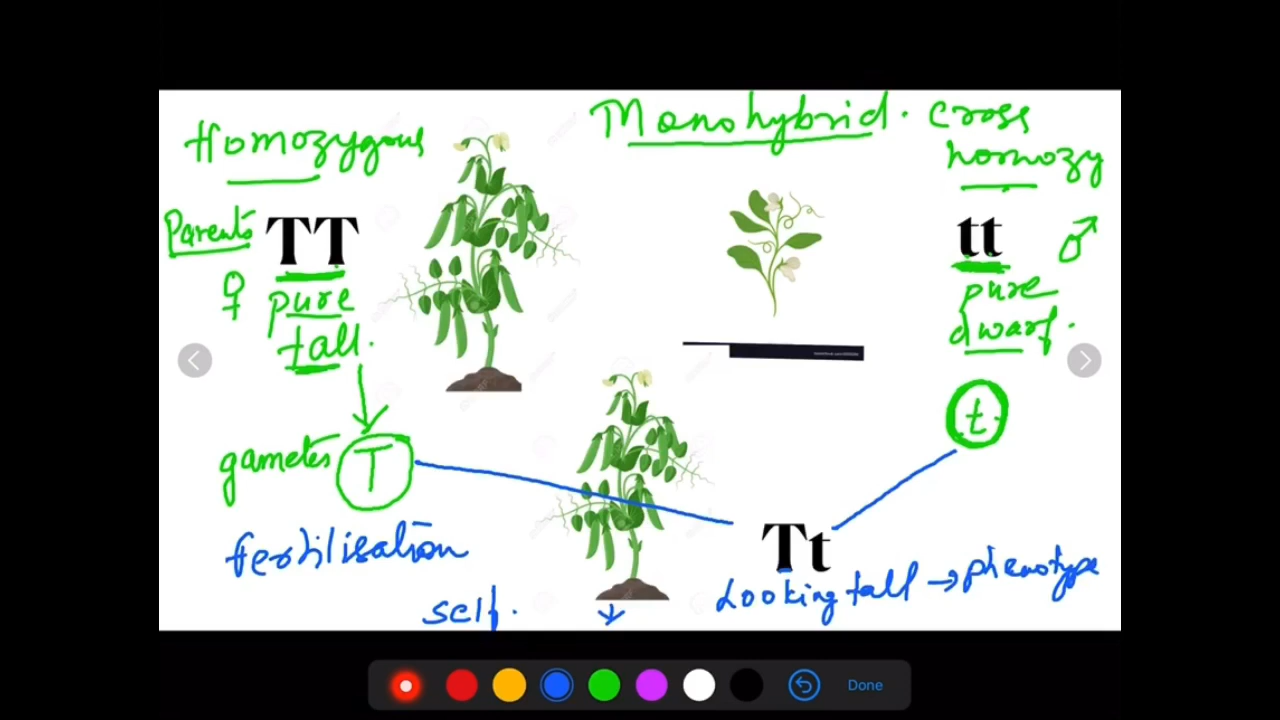 Monohybrid. cross
Homozygous
homozy
Parents TT
tt ♂
♀ pure
tall.
pure
dwarf.
t
gametes T
fertilisation
Tt
Looking tall → phenotype
self. ↓
Done